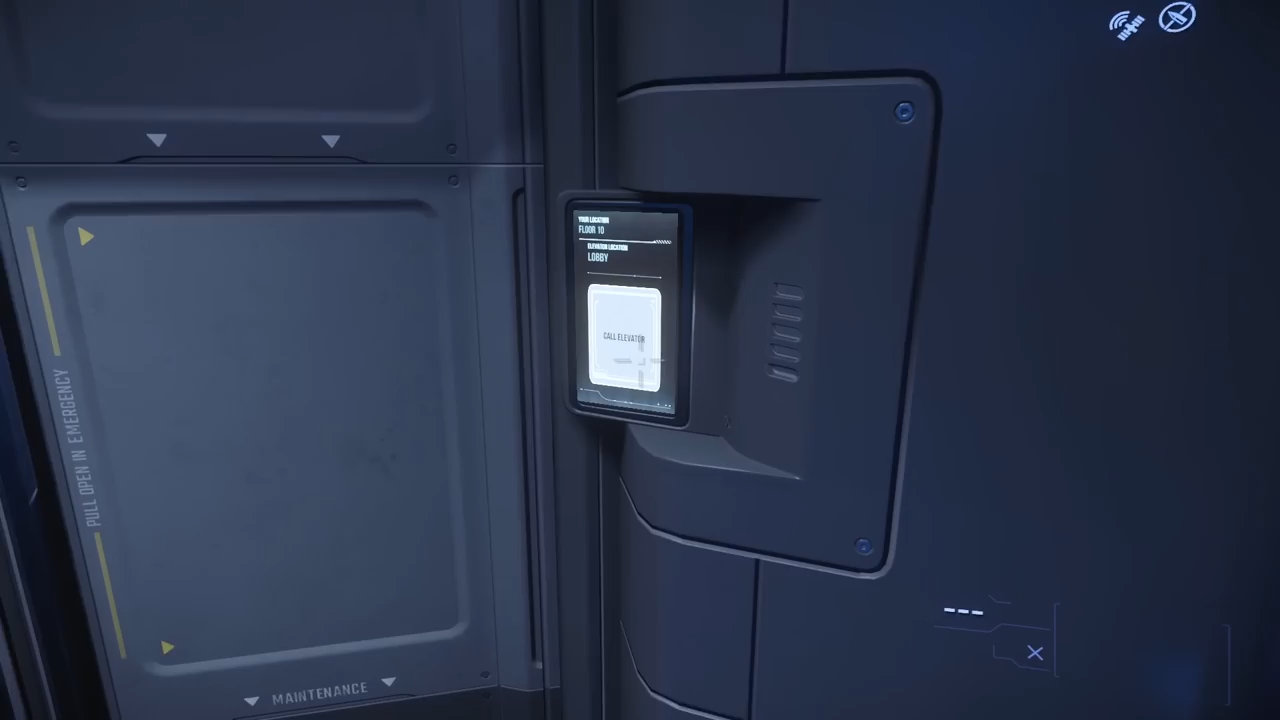 YOUR LOCATION
FLOOR 10
ELEVATOR LOCATION
LOBBY
CALL ELEVATOR
PULL OPEN IN EMERGENCY
MAINTENANCE